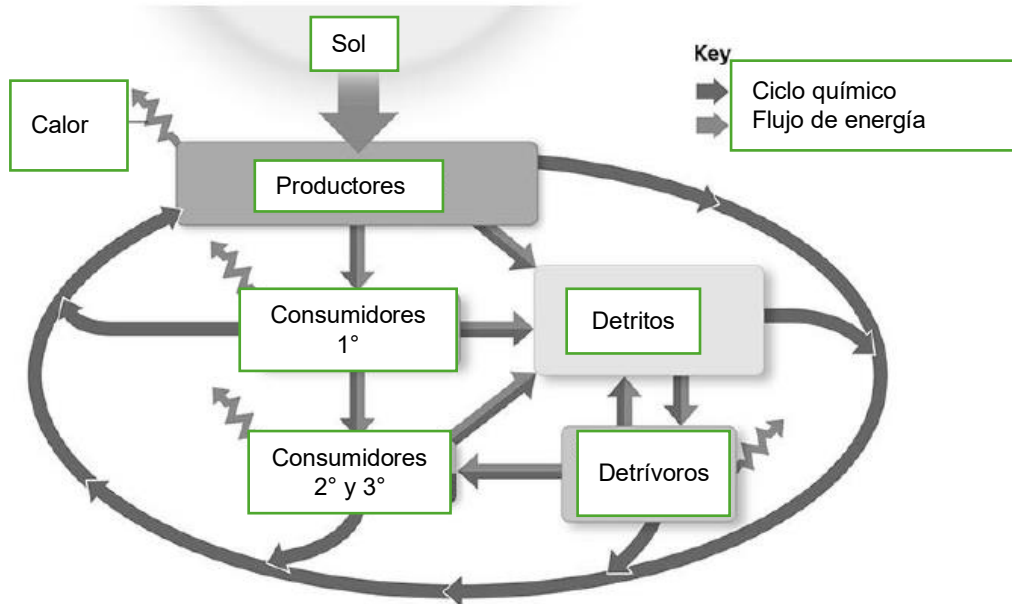 Sol
Key
Ciclo químico
Flujo de energía
Calor
Productores
Consumidores
1°
Detritos
Consumidores
2° y 3°
Detrívoros